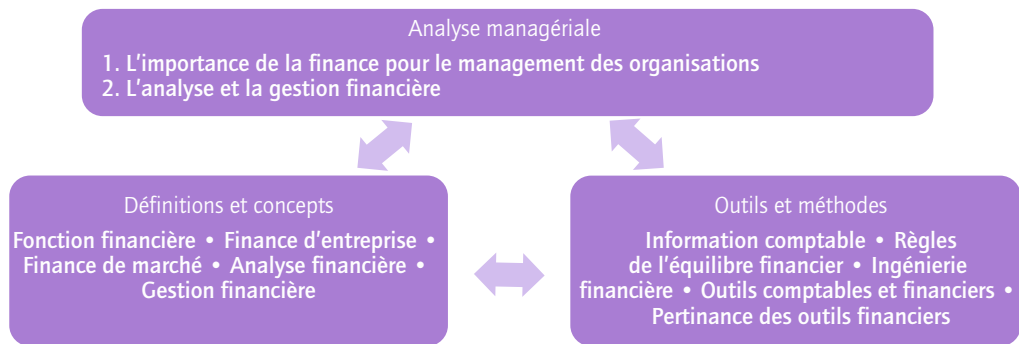 Analyse managériale
1. L'importance de la finance pour le management des organisations
2. L'analyse et la gestion financière
Définitions et concepts
Fonction financière • Finance d'entreprise •
Finance de marché • Analyse financière •
Gestion financière
Outils et méthodes
Information comptable • Règles
de l'équilibre financier • Ingénierie
financière • Outils comptables et financiers •
Pertinance des outils financiers